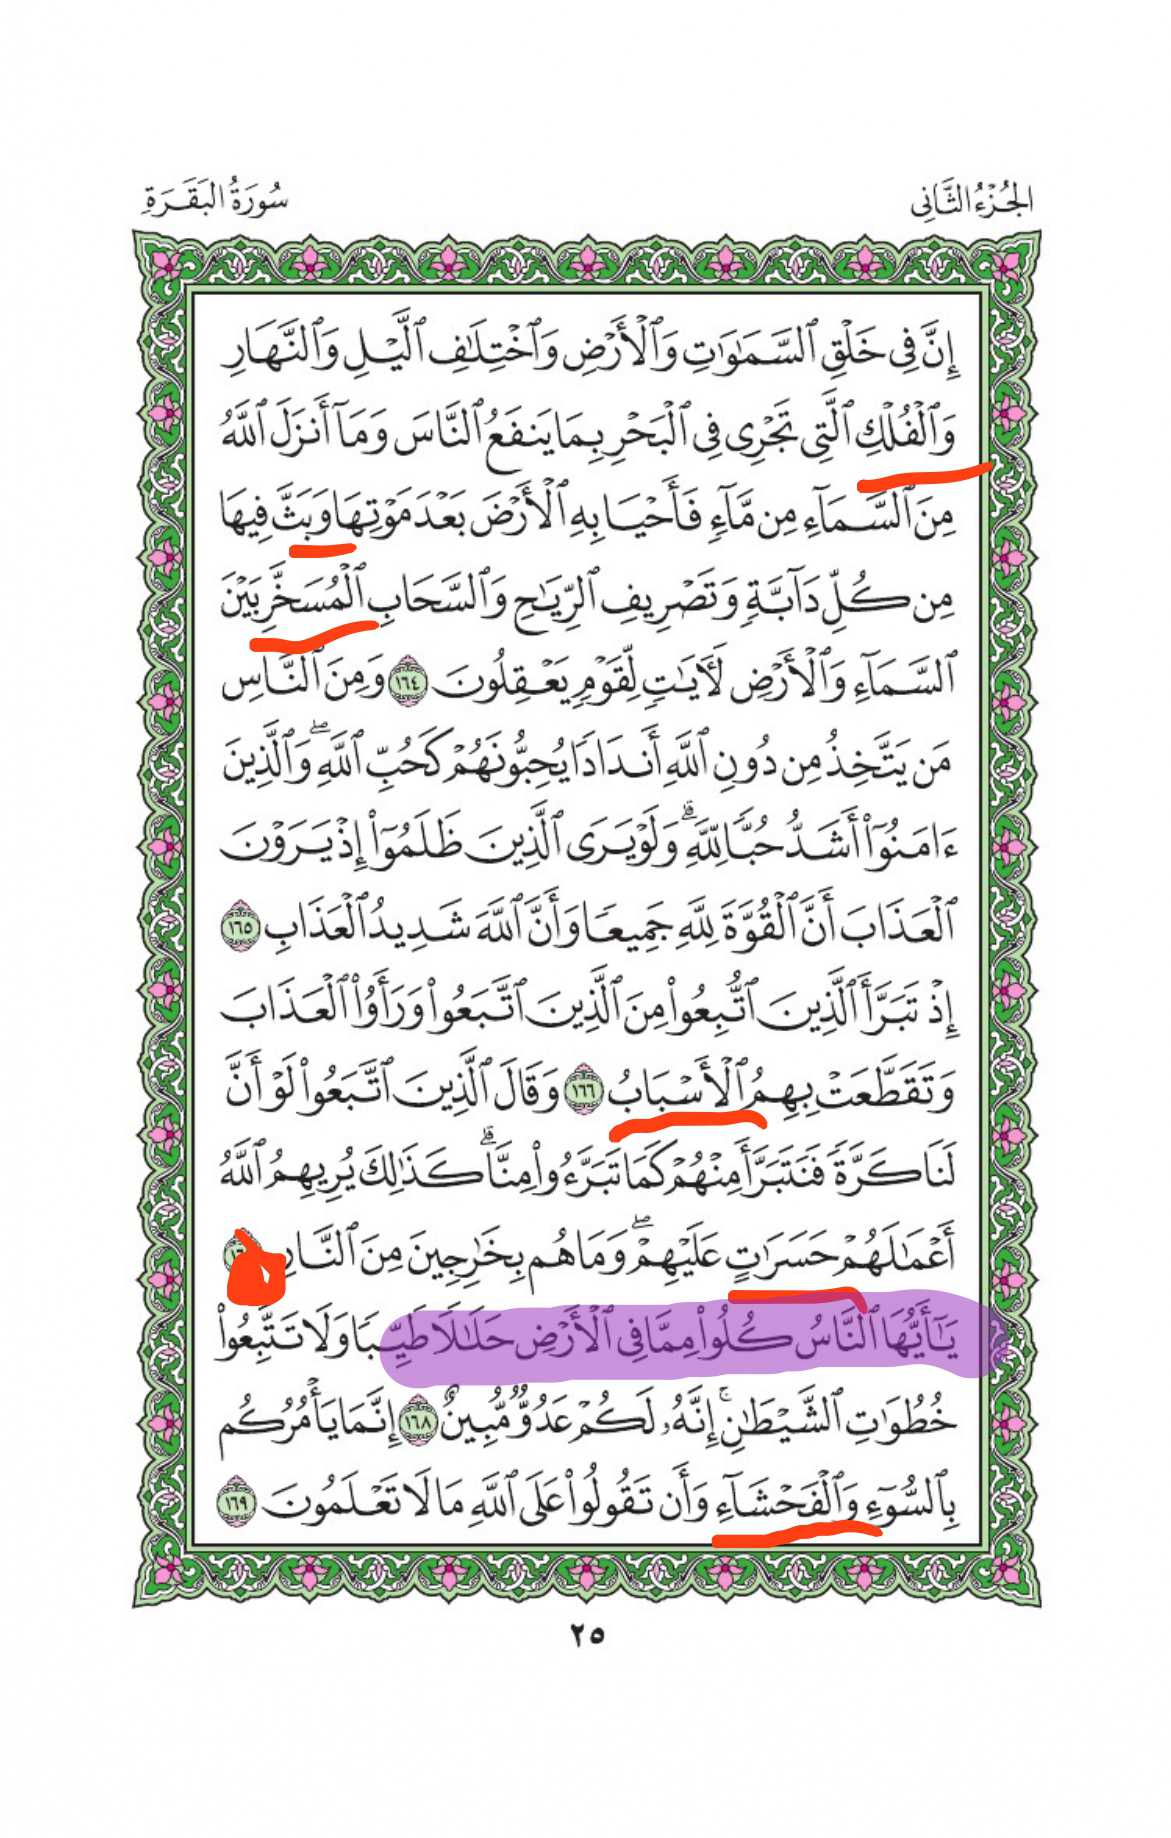 الجُزْءُ الثَّانِي
سُورَةُ البَقَرَةِ
إِنَّ فِي خَلْقِ ٱلسَّمَٰوَٰتِ وَٱلْأَرْضِ وَٱخْتِلَٰفِ ٱلَّيْلِ وَٱلنَّهَارِ
وَٱلْفُلْكِ ٱلَّتِي تَجْرِي فِي ٱلْبَحْرِ بِمَا يَنفَعُ ٱلنَّاسَ وَمَآ أَنزَلَ ٱللَّهُ
مِنَ ٱلسَّمَآءِ مِن مَّآءٖ فَأَحْيَا بِهِ ٱلْأَرْضَ بَعْدَ مَوْتِهَا وَبَثَّ فِيهَا
مِن كُلِّ دَآبَّةٖ وَتَصْرِيفِ ٱلرِّيَٰحِ وَٱلسَّحَابِ ٱلْمُسَخَّرِ بَيْنَ
ٱلسَّمَآءِ وَٱلْأَرْضِ لَأٓيَٰتٖ لِّقَوْمٖ يَعْقِلُونَ ١٦٤ وَمِنَ ٱلنَّاسِ
مَن يَتَّخِذُ مِن دُونِ ٱللَّهِ أَندَادٗا يُحِبُّونَهُمْ كَحُبِّ ٱللَّهِۖ وَٱلَّذِينَ
ءَامَنُوٓا۟ أَشَدُّ حُبّٗا لِّلَّهِۗ وَلَوْ يَرَى ٱلَّذِينَ ظَلَمُوٓا۟ إِذْ يَرَوْنَ
ٱلْعَذَابَ أَنَّ ٱلْقُوَّةَ لِلَّهِ جَمِيعٗا وَأَنَّ ٱللَّهَ شَدِيدُ ٱلْعَذَابِ ١٦٥
إِذْ تَبَرَّأَ ٱلَّذِينَ ٱتُّبِعُوا۟ مِنَ ٱلَّذِينَ ٱتَّبَعُوا۟ وَرَأَوُا۟ ٱلْعَذَابَ
وَتَقَطَّعَتْ بِهِمُ ٱلْأَسْبَابُ ١٦٦ وَقَالَ ٱلَّذِينَ ٱتَّبَعُوا۟ لَوْ أَنَّ
لَنَا كَرَّةٗ فَنَتَبَرَّأَ مِنْهُمْ كَمَا تَبَرَّءُوا۟ مِنَّاۗ كَذَٰلِكَ يُرِيهِمُ ٱللَّهُ
أَعْمَٰلَهُمْ حَسَرَٰتٍ عَلَيْهِمْۖ وَمَا هُم بِخَٰرِجِينَ مِنَ ٱلنَّارِ
يَٰٓأَيُّهَا ٱلنَّاسُ كُلُوا۟ مِمَّا فِي ٱلْأَرْضِ حَلَٰلٗا طَيِّبٗا وَلَا تَتَّبِعُوا۟
خُطُوَٰتِ ٱلشَّيْطَٰنِۚ إِنَّهُۥ لَكُمْ عَدُوّٞ مُّبِينٌ ١٦٨ إِنَّمَا يَأْمُرُكُم
بِٱلسُّوٓءِ وَٱلْفَحْشَآءِ وَأَن تَقُولُوا۟ عَلَى ٱللَّهِ مَا لَا تَعْلَمُونَ ١٦٩
٢٥